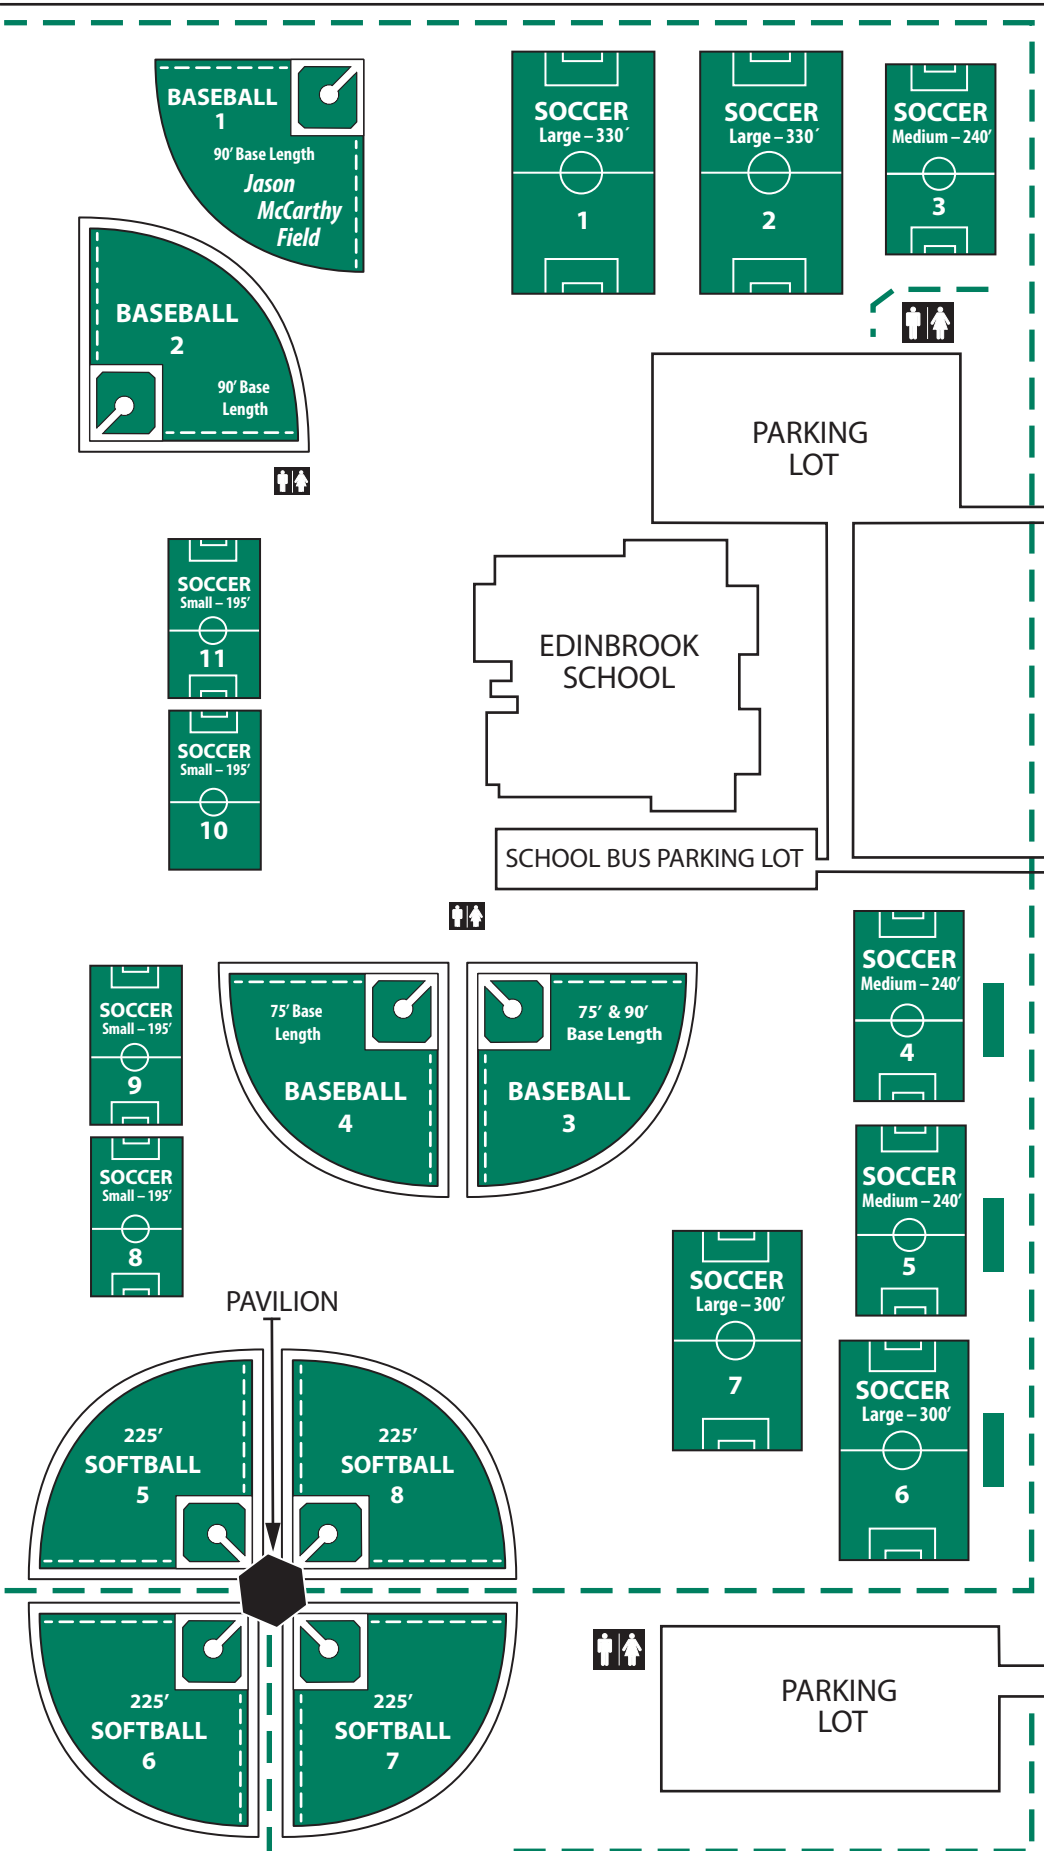 BASEBALL
1
90′ Base Length
Jason
McCarthy
Field
SOCCER
Large – 330´
1
SOCCER
Large – 330´
2
SOCCER
Medium – 240′
3
BASEBALL
2
90′ Base
Length
PARKING
LOT
SOCCER
Small – 195′
11
EDINBROOK
SCHOOL
SOCCER
Small – 195′
10
SCHOOL BUS PARKING LOT
SOCCER
Medium – 240′
4
SOCCER
Small – 195′
9
75′ Base
Length
BASEBALL
4
75′ & 90′
Base Length
BASEBALL
3
SOCCER
Small – 195′
8
SOCCER
Medium – 240′
5
SOCCER
Large – 300′
7
PAVILION
SOCCER
Large – 300′
6
225′
SOFTBALL
5
225′
SOFTBALL
8
225′
SOFTBALL
6
225′
SOFTBALL
7
PARKING
LOT